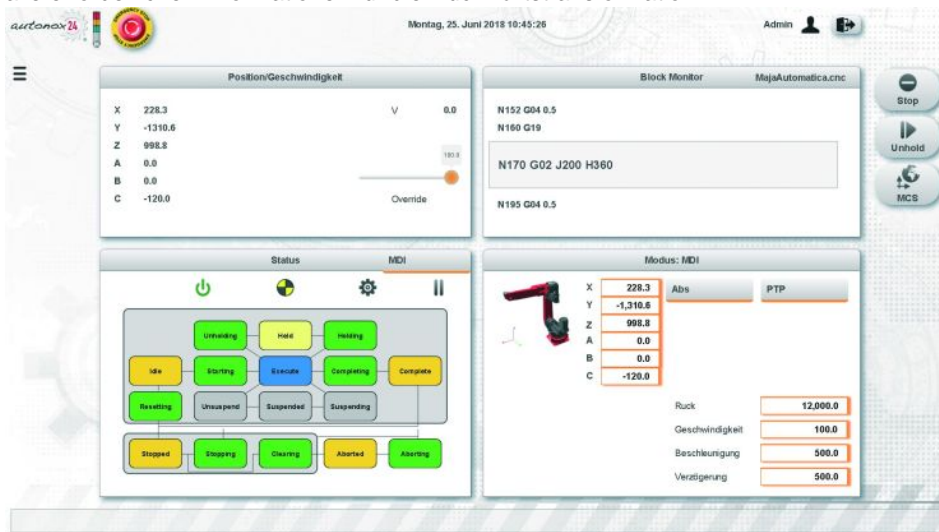 autonox24
EMERGENCY STOP
Montag, 25. Juni 2018 10:45:26
Admin
Position/Geschwindigkeit
X 228.3 V 0.0
Y -1310.6
Z 998.8
A 0.0
B 0.0
C -120.0
100.0
Override
Block Monitor MajaAutomatica.cnc
N152 G04 0.5
N160 G19
N170 G02 J200 H360
N195 G04 0.5
Stop
Unhold
MCS
Status MDI
Unholding Held Holding
Idle Starting Execute Completing Complete
Resetting Unsuspend Suspended Suspending
Stopped Stopping Clearing Aborted Aborting
Modus: MDI
X 228.3 Abs PTP
Y -1,310.6
Z 998.8
A 0.0
B 0.0
C -120.0
Ruck 12,000.0
Geschwindigkeit 100.0
Beschleunigung 500.0
Verzögerung 500.0